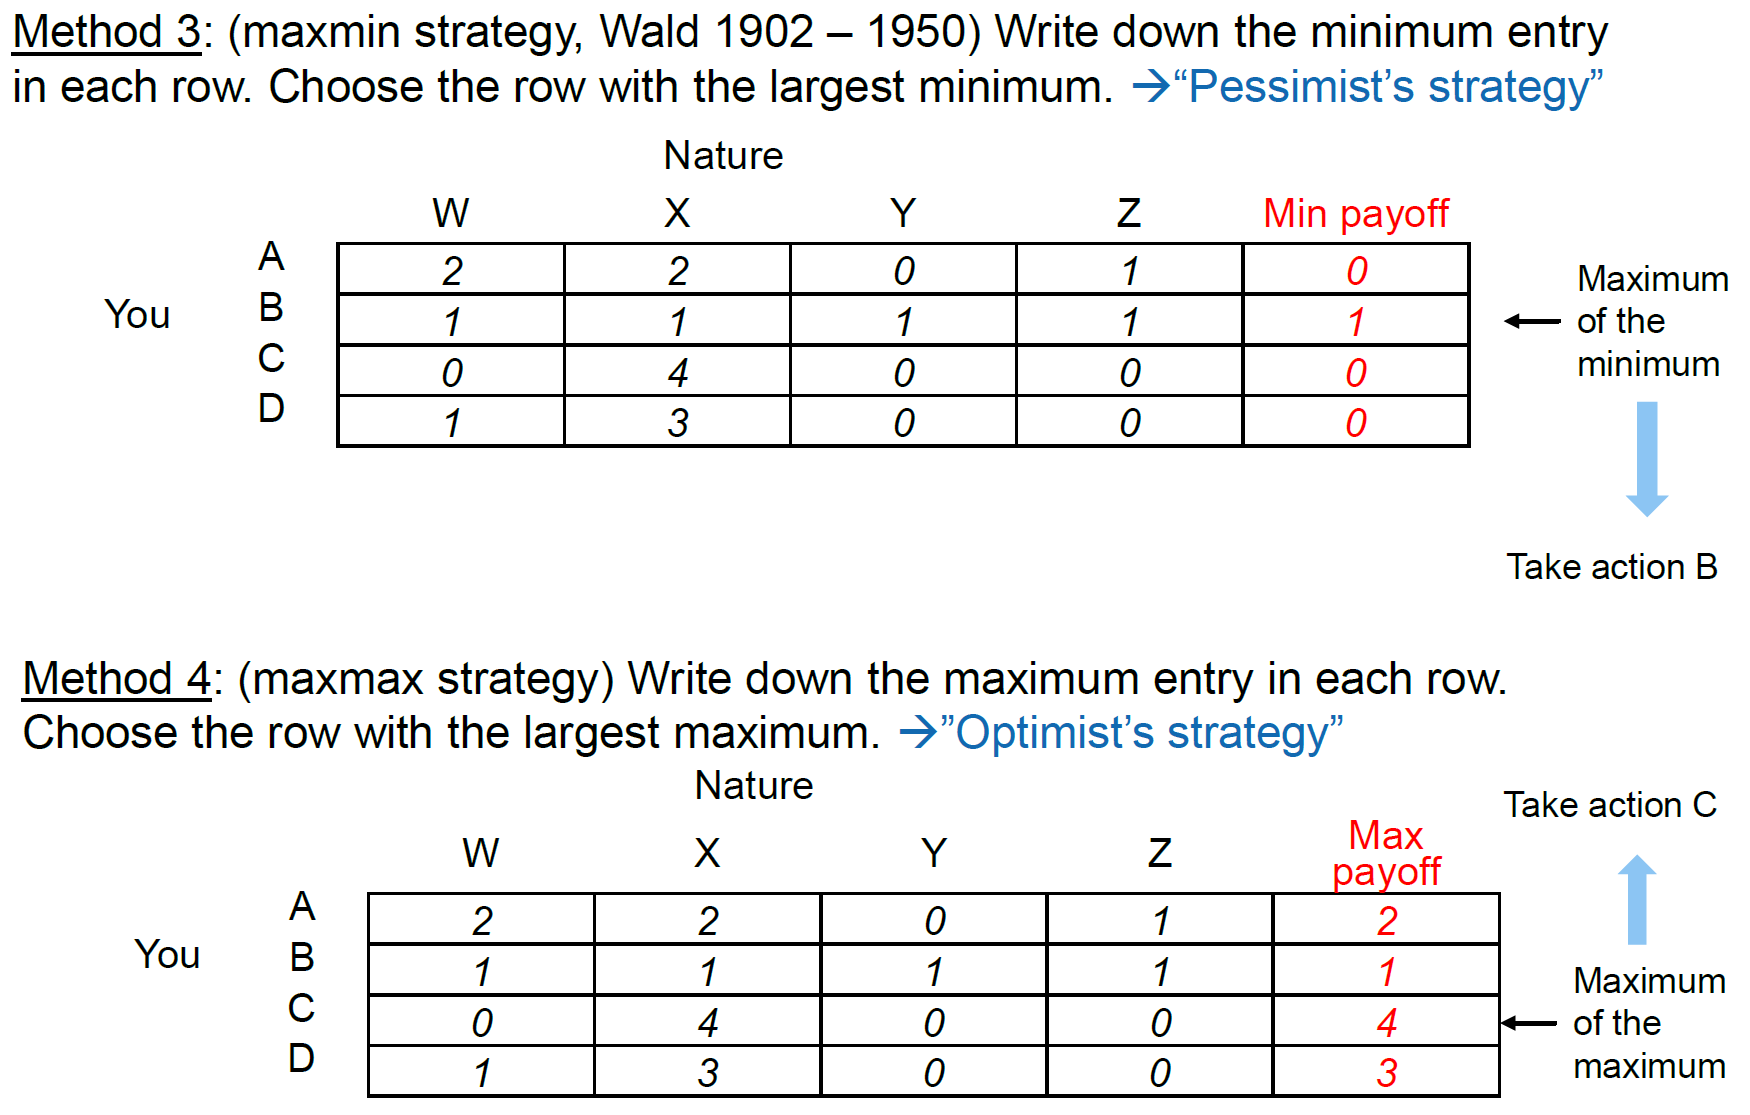 Method 3: (maxmin strategy, Wald 1902 – 1950) Write down the minimum entry
in each row. Choose the row with the largest minimum. →“Pessimist’s strategy”
Nature
W X Y Z Min payoff
You
A 2 2 0 1 0
B 1 1 1 1 1
C 0 4 0 0 0
D 1 3 0 0 0
Maximum
of the
minimum
Take action B
Method 4: (maxmax strategy) Write down the maximum entry in each row.
Choose the row with the largest maximum. →”Optimist’s strategy”
Nature
Take action C
W X Y Z Max
payoff
You
A 2 2 0 1 2
B 1 1 1 1 1
C 0 4 0 0 4
D 1 3 0 0 3
Maximum
of the
maximum